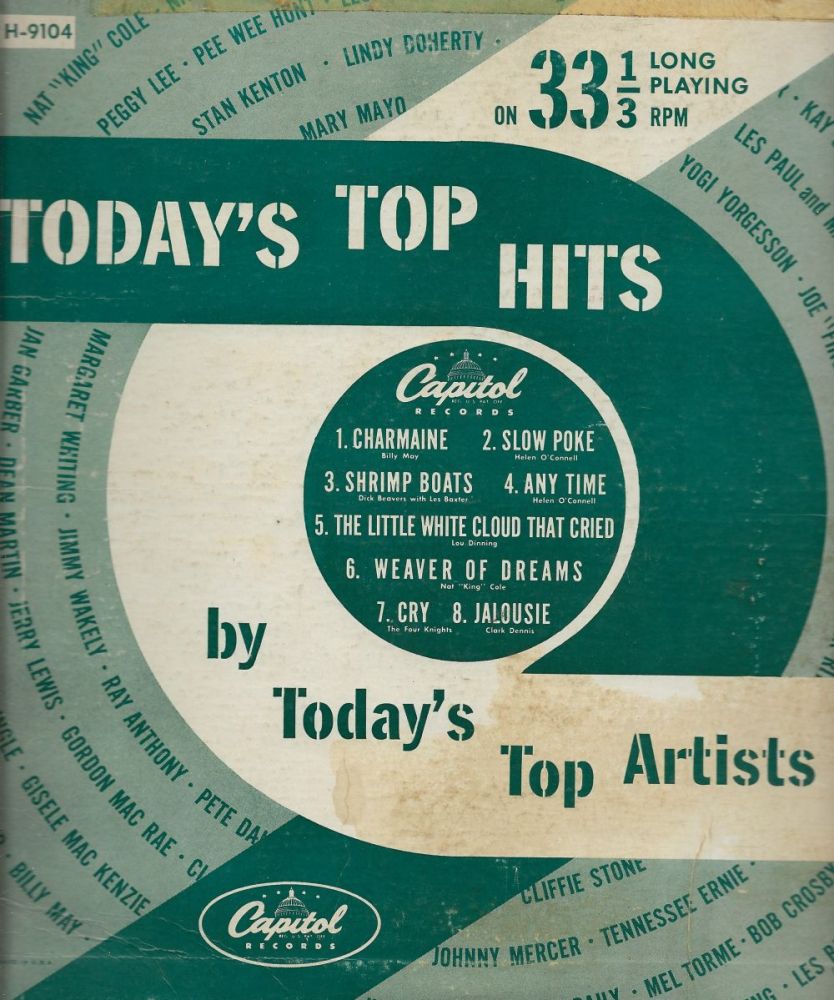 H-9104
NAT "KING" COLE
PEGGY LEE · PEE WEE HUNT
STAN KENTON · LINDY DOHERTY ·
MARY MAYO
ON 33 1/3 LONG PLAYING RPM
KAY
LES PAUL and
YOGI YORGESSON · JOE
TODAY'S TOP HITS
Capitol
REG. U.S. PAT. OFF.
RECORDS
1. CHARMAINE 2. SLOW POKE
Billy May Helen O'Connell
3. SHRIMP BOATS 4. ANY TIME
Dick Beavers with Les Baxter Helen O'Connell
5. THE LITTLE WHITE CLOUD THAT CRIED
Lou Dinning
6. WEAVER OF DREAMS
Nat "King" Cole
7. CRY 8. JALOUSIE
The Four Knights Clark Dennis
by
Today's
Top Artists
MARGARET WHITING · JIMMY WAKELY · RAY ANTHONY · PETE
JAN GARBER · DEAN MARTIN · JERRY LEWIS · GORDON MAC RAE ·
GISELE MAC KENZIE
BILLY MAY
Capitol
RECORDS
CLIFFIE STONE
JOHNNY MERCER · TENNESSEE ERNIE ·
MEL TORME · BOB CROSBY
LES